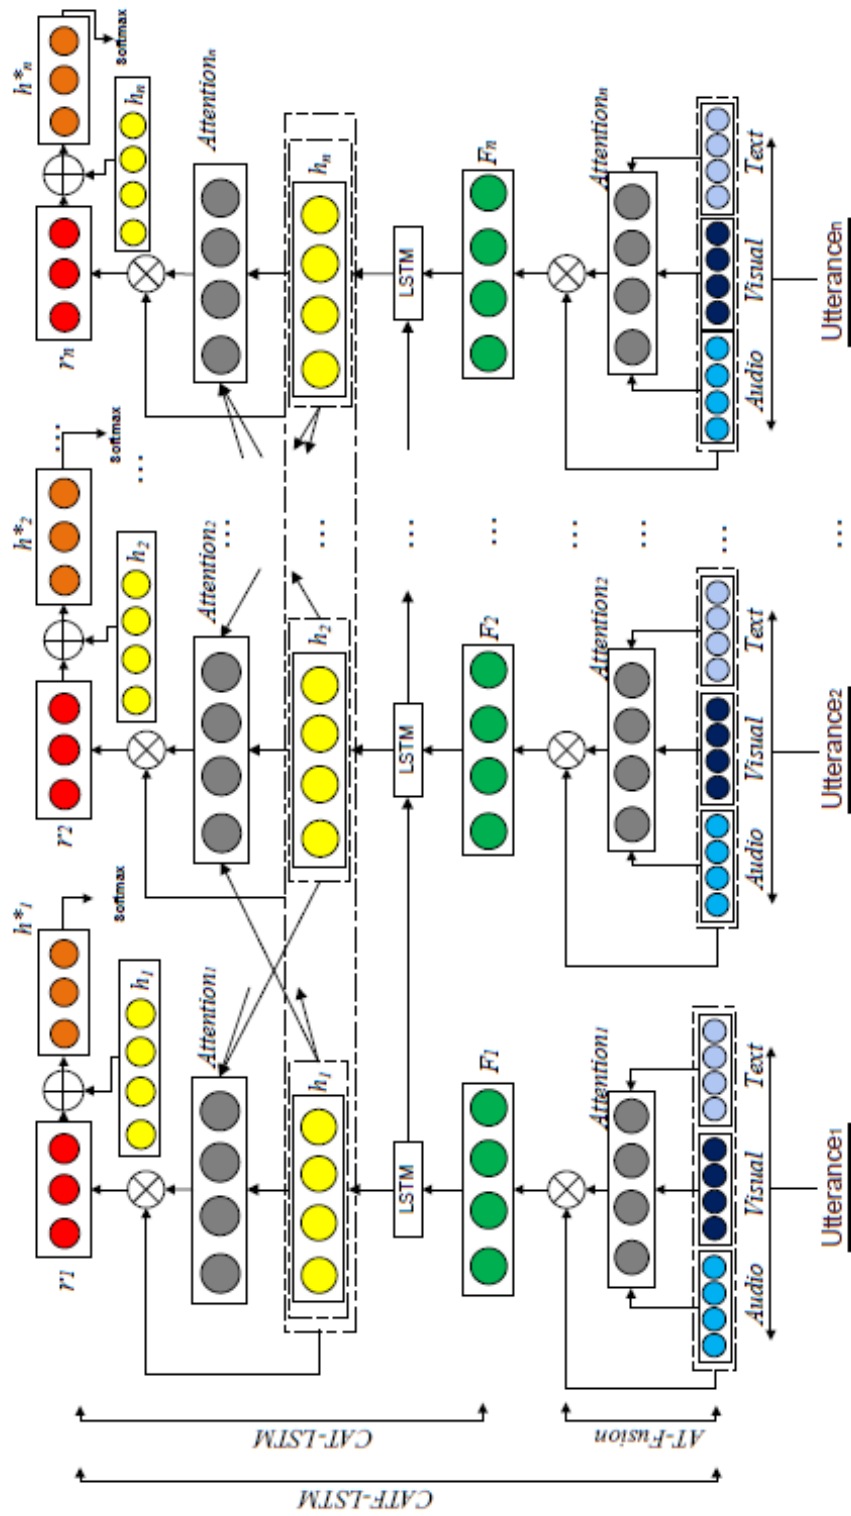 h*1
h*2
h*n
softmax
softmax
softmax
...
r1
h1
r2
h2
rn
hn
...
Attention1
Attention2
Attentionn
...
h1
h2
hn
...
LSTM
LSTM
LSTM
...
F1
F2
Fn
...
...
Attention1
Attention2
Attentionn
...
...
Audio Visual Text
Audio Visual Text
Audio Visual Text
Utterance1
Utterance2
Utterancen
...
CAT-LSTM
AT-Fusion
CATF-LSTM